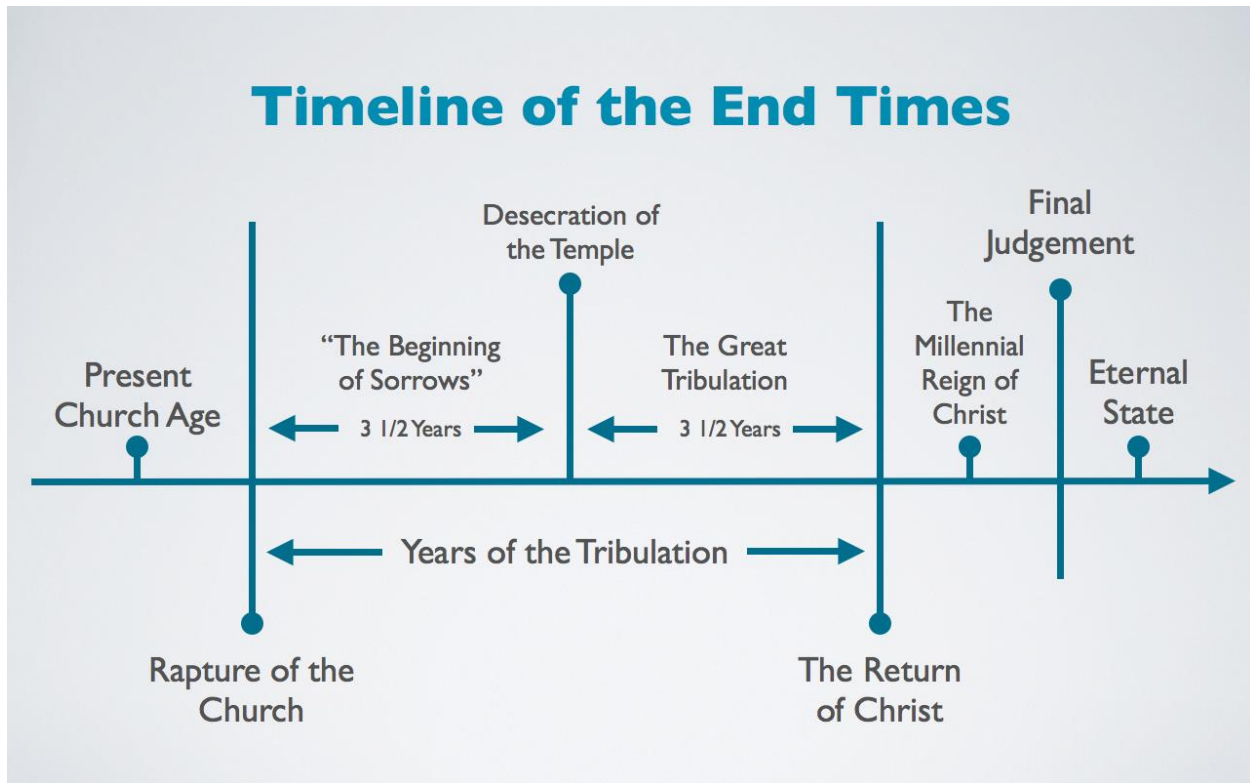 Timeline of the End Times
Present
Church Age
Rapture of the
Church
“The Beginning
of Sorrows”
3 1/2 Years
Desecration of
the Temple
The Great
Tribulation
3 1/2 Years
Years of the Tribulation
The Return
of Christ
The
Millennial
Reign of
Christ
Final
Judgement
Eternal
State